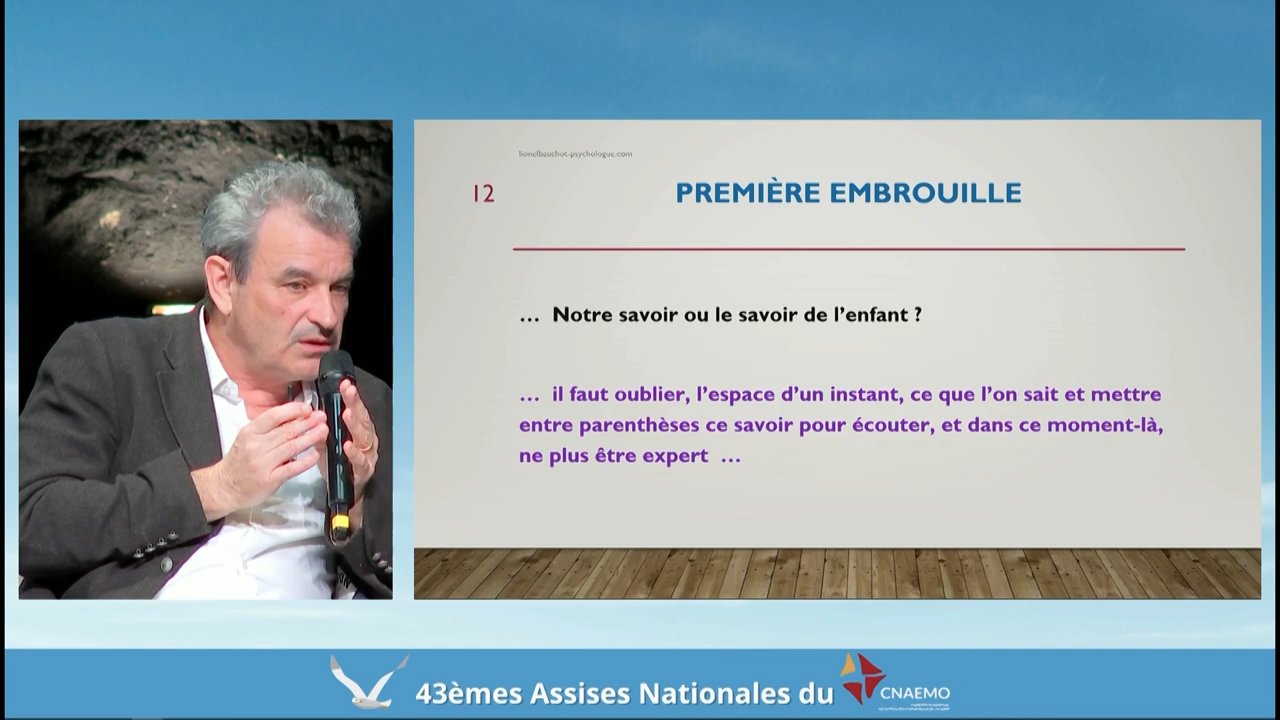 lionelbauchot-psychologue.com
12
PREMIÈRE EMBROUILLE
… Notre savoir ou le savoir de l’enfant ?
… il faut oublier, l’espace d’un instant, ce que l’on sait et mettre
entre parenthèses ce savoir pour écouter, et dans ce moment-là,
ne plus être expert …
43èmes Assises Nationales du
CNAEMO